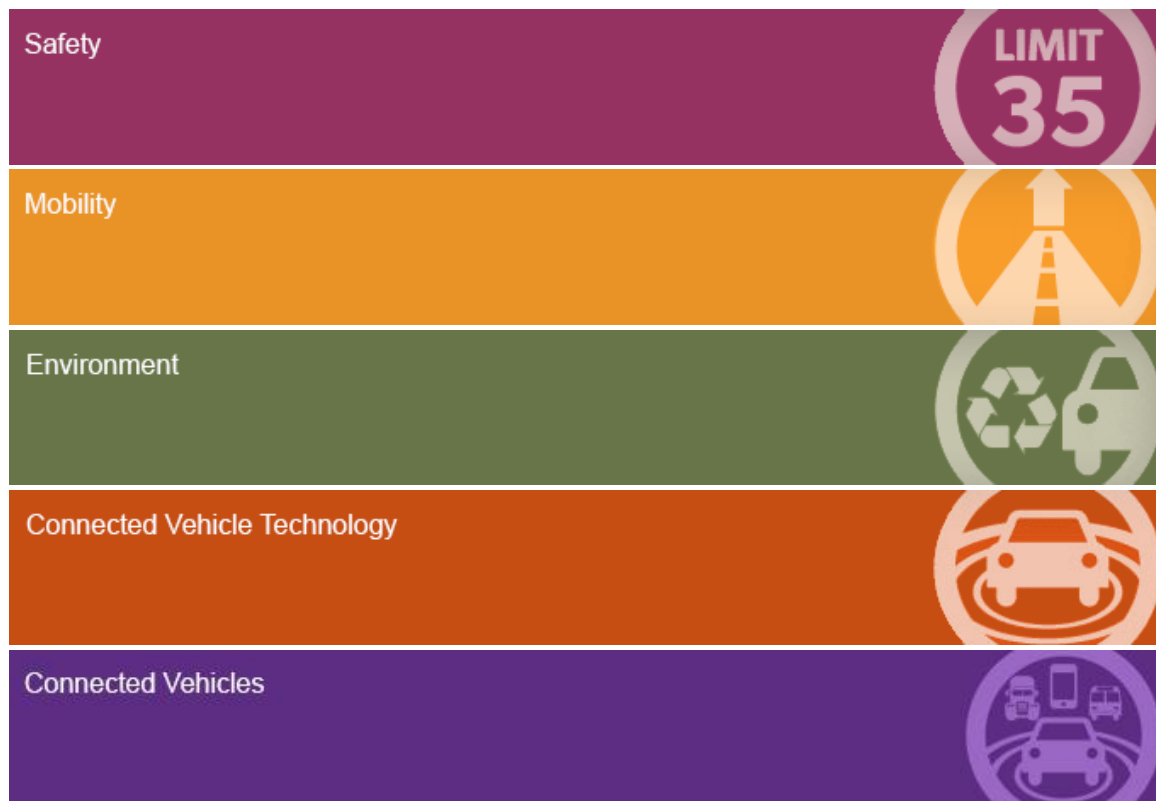 Safety
LIMIT
35
Mobility
Environment
Connected Vehicle Technology
Connected Vehicles